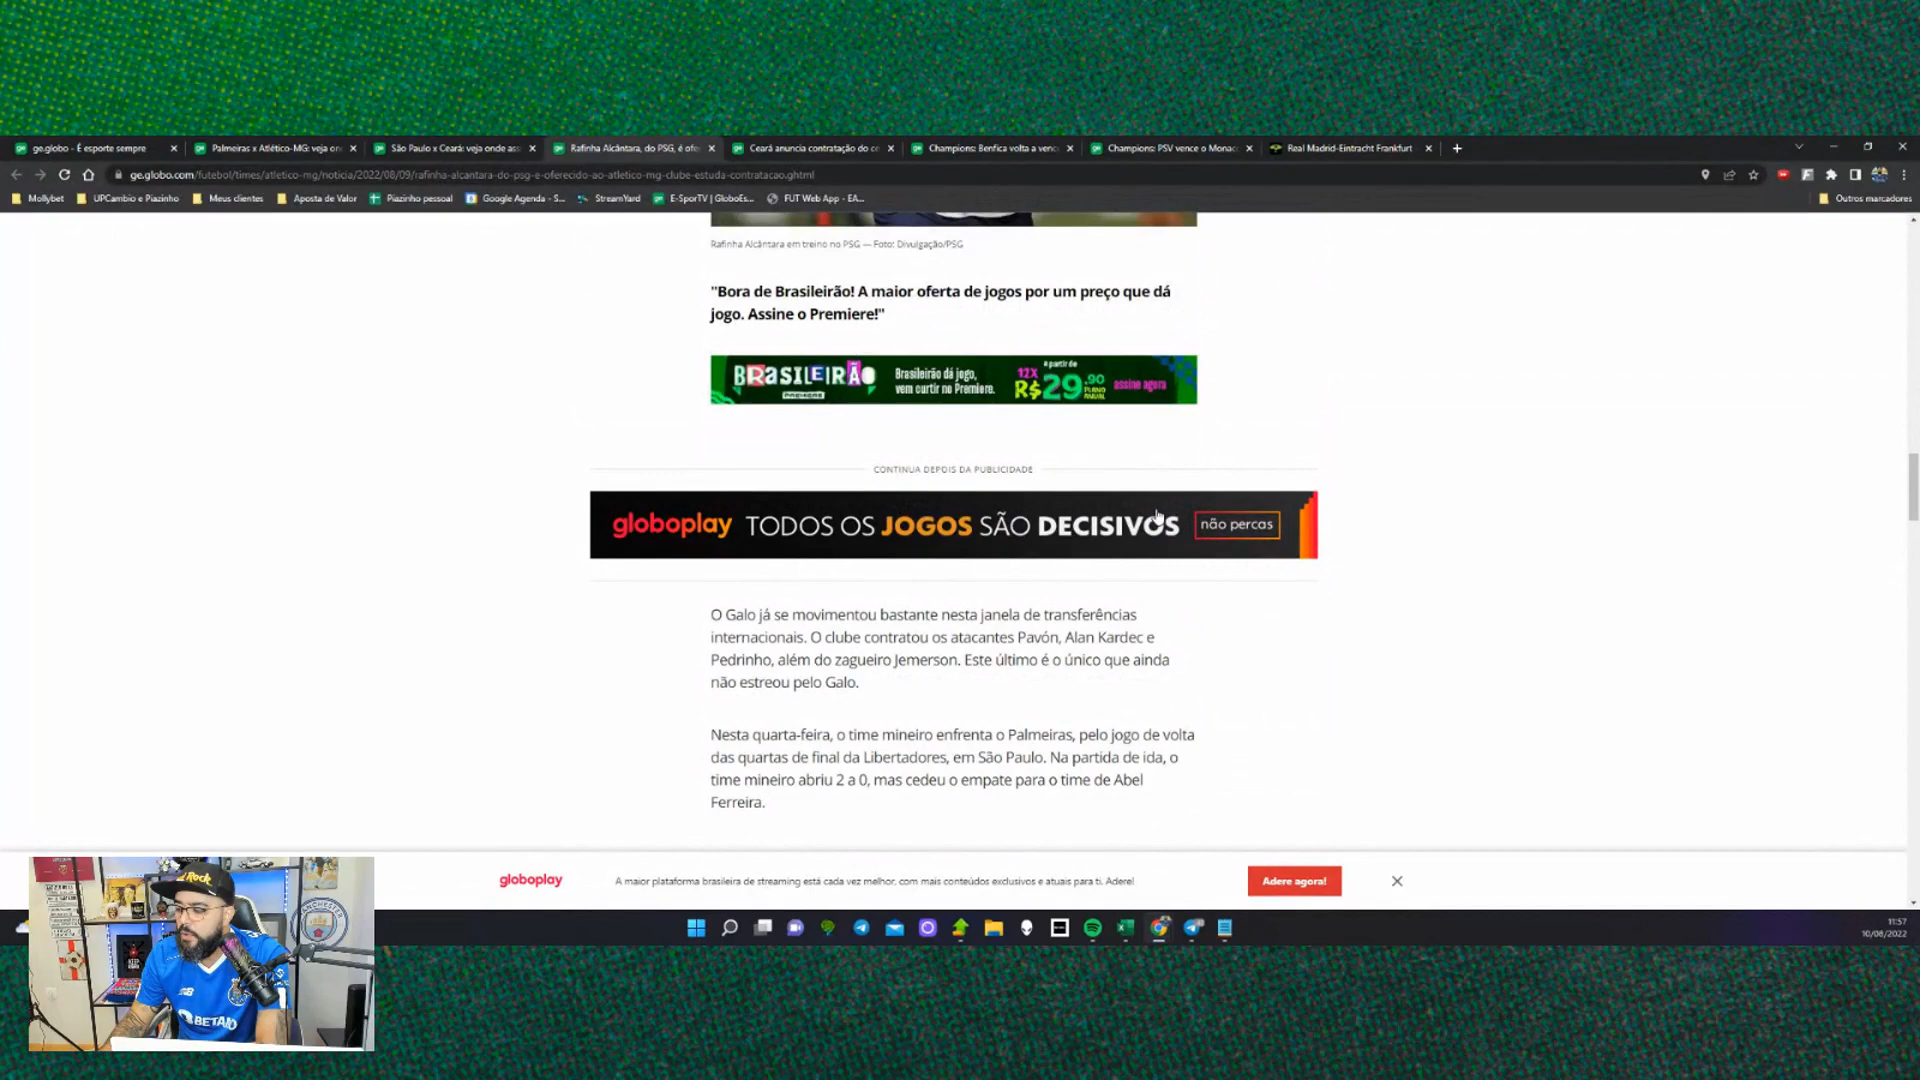 ge.globo - É esporte sempre
Palmeiras x Atlético-MG: veja on
São Paulo x Ceará: veja onde ass
Rafinha Alcântara, do PSG, é ofe
Ceará anuncia contratação do ce
Champions: Benfica volta a venc
Champions: PSV vence o Monac
Real Madrid-Eintracht Frankfurt
ge.globo.com/futebol/times/atletico-mg/noticia/2022/08/09/rafinha-alcantara-do-psg-e-oferecido-ao-atletico-mg-clube-estuda-contratacao.ghtml
Mollybet
UPCambio e Piazinho
Meus clientes
Aposta de Valor
Piazinho pessoal
Google Agenda - S...
StreamYard
E-SporTV | GloboEs...
FUT Web App - EA...
Outros marcadores
Rafinha Alcântara em treino no PSG — Foto: Divulgação/PSG
"Bora de Brasileirão! A maior oferta de jogos por um preço que dá
jogo. Assine o Premiere!"
BRASILEIRÃO
PREMIERE
Brasileirão dá jogo,
vem curtir no Premiere.
a partir de
12X
R$ 29,90
PLANO
ANUAL
assine agora
CONTINUA DEPOIS DA PUBLICIDADE
globoplay TODOS OS JOGOS SÃO DECISIVOS não percas
O Galo já se movimentou bastante nesta janela de transferências
internacionais. O clube contratou os atacantes Pavón, Alan Kardec e
Pedrinho, além do zagueiro Jemerson. Este último é o único que ainda
não estreou pelo Galo.
Nesta quarta-feira, o time mineiro enfrenta o Palmeiras, pelo jogo de volta
das quartas de final da Libertadores, em São Paulo. Na partida de ida, o
time mineiro abriu 2 a 0, mas cedeu o empate para o time de Abel
Ferreira.
globoplay
A maior plataforma brasileira de streaming está cada vez melhor, com mais conteúdos exclusivos e atuais para ti. Adere!
Adere agora!
11:57
10/08/2022
Rock
MANCHESTER
NB
BETANO